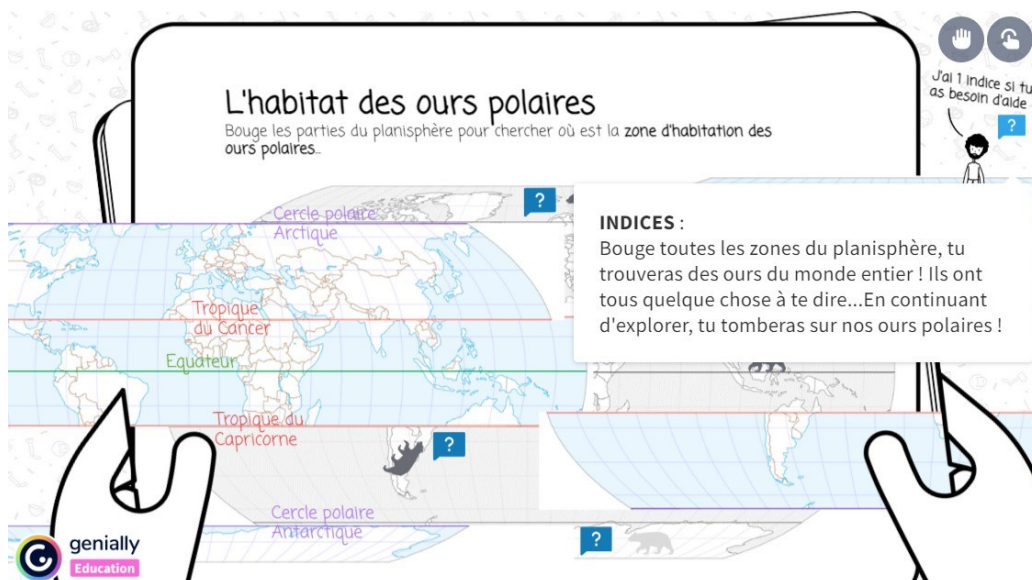 J'ai 1 indice si tu
as besoin d'aide
?
L'habitat des ours polaires
Bouge les parties du planisphère pour chercher où est la zone d'habitation des
ours polaires..
?
Cercle polaire
Arctique
INDICES :
Bouge toutes les zones du planisphère, tu
trouveras des ours du monde entier ! Ils ont
tous quelque chose à te dire...En continuant
d'explorer, tu tomberas sur nos ours polaires !
Tropique
du Cancer
Equateur
Tropique du
Capricorne
?
Cercle polaire
Antarctique
?
genially
Education